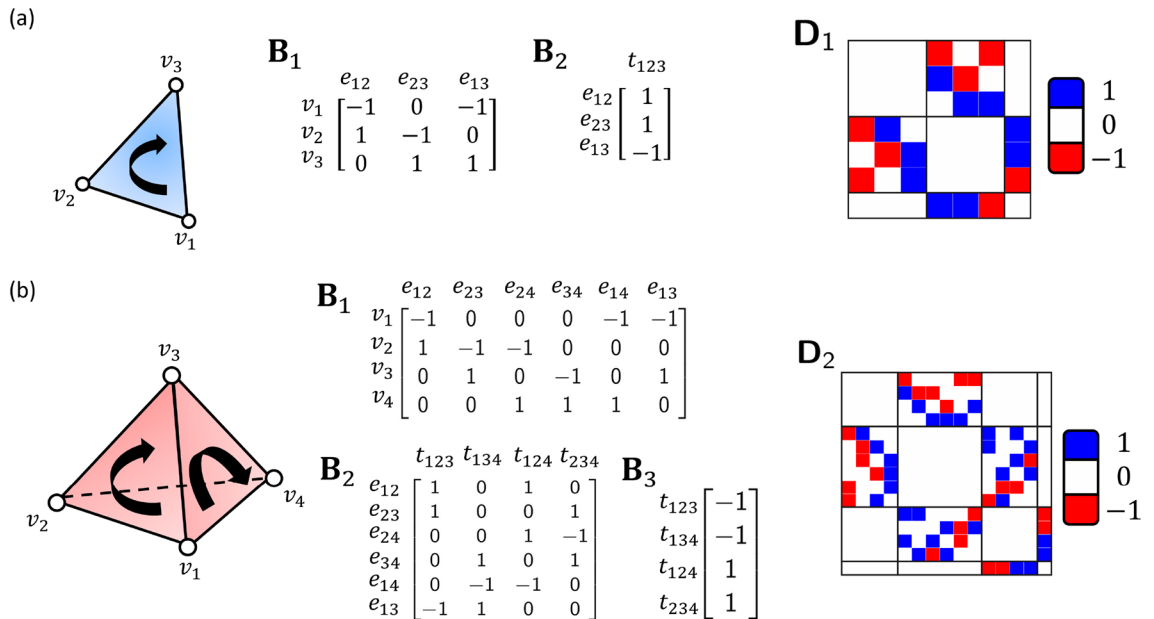 (a)
v₃
v₂
v₁
B₁
e₁₂ e₂₃ e₁₃
v₁ −1 0 −1
v₂ 1 −1 0
v₃ 0 1 1
B₂
t₁₂₃
e₁₂ 1
e₂₃ 1
e₁₃ −1
D₁
1
0
−1
(b)
v₃
v₂
v₄
v₁
B₁
e₁₂ e₂₃ e₂₄ e₃₄ e₁₄ e₁₃
v₁ −1 0 0 0 −1 −1
v₂ 1 −1 −1 0 0 0
v₃ 0 1 0 −1 0 1
v₄ 0 0 1 1 1 0
B₂
t₁₂₃ t₁₃₄ t₁₂₄ t₂₃₄
e₁₂ 1 0 1 0
e₂₃ 1 0 0 1
e₂₄ 0 0 1 −1
e₃₄ 0 1 0 1
e₁₄ 0 −1 −1 0
e₁₃ −1 1 0 0
B₃
t₁₂₃ −1
t₁₃₄ −1
t₁₂₄ 1
t₂₃₄ 1
D₂
1
0
−1